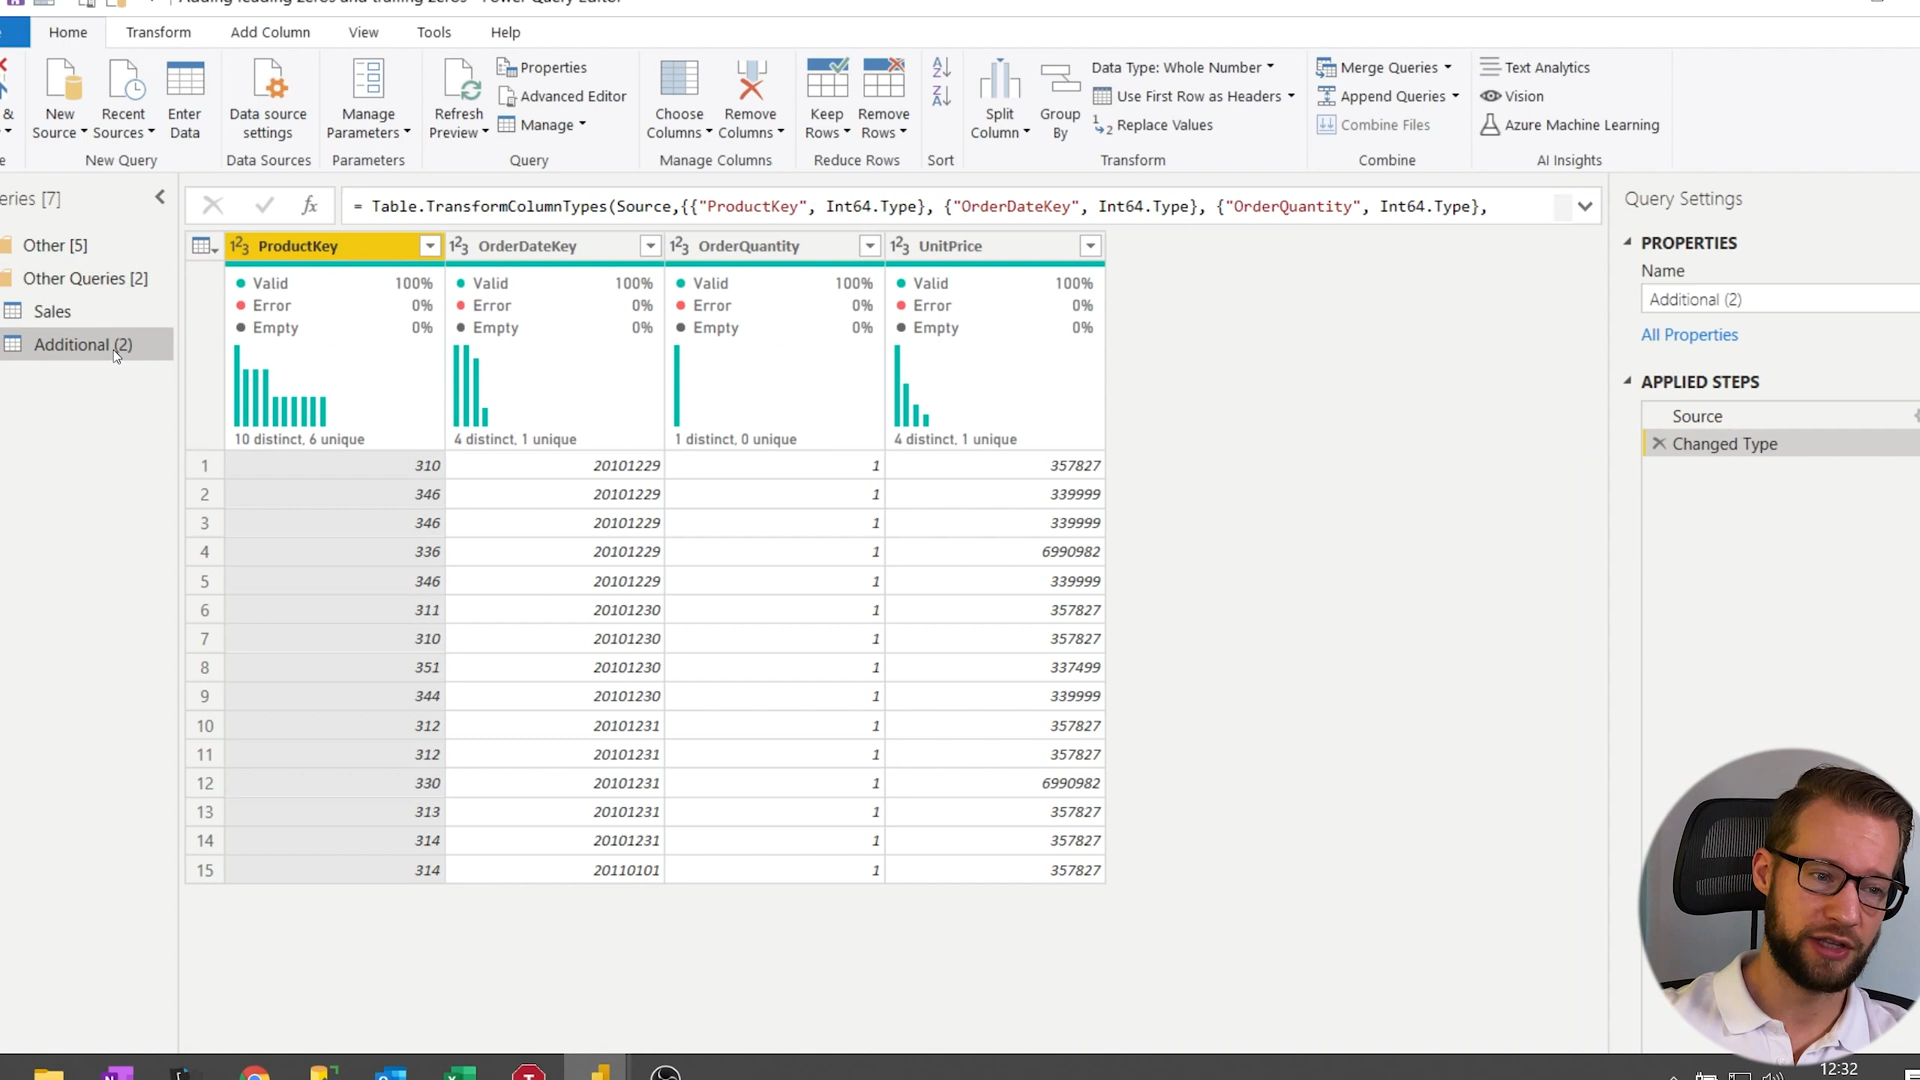 Adding leading zeros and trailing zeros - Power Query Editor
Home Transform Add Column View Tools Help
New Source
Recent Sources
Enter Data
New Query
Data source settings
Data Sources
Manage Parameters
Parameters
Refresh Preview
Properties
Advanced Editor
Manage
Query
Choose Columns
Remove Columns
Manage Columns
Keep Rows
Remove Rows
Reduce Rows
Sort
Split Column
Group By
Data Type: Whole Number
Use First Row as Headers
Replace Values
Transform
Merge Queries
Append Queries
Combine Files
Combine
Text Analytics
Vision
Azure Machine Learning
AI Insights
eries [7]
Other [5]
Other Queries [2]
Sales
Additional (2)
fx = Table.TransformColumnTypes(Source,{{"ProductKey", Int64.Type}, {"OrderDateKey", Int64.Type}, {"OrderQuantity", Int64.Type},
ProductKey OrderDateKey OrderQuantity UnitPrice
Valid 100% Valid 100% Valid 100% Valid 100%
Error 0% Error 0% Error 0% Error 0%
Empty 0% Empty 0% Empty 0% Empty 0%
10 distinct, 6 unique 4 distinct, 1 unique 1 distinct, 0 unique 4 distinct, 1 unique
1 310 20101229 1 357827
2 346 20101229 1 339999
3 346 20101229 1 339999
4 336 20101229 1 6990982
5 346 20101229 1 339999
6 311 20101230 1 357827
7 310 20101230 1 357827
8 351 20101230 1 337499
9 344 20101230 1 339999
10 312 20101231 1 357827
11 312 20101231 1 357827
12 330 20101231 1 6990982
13 313 20101231 1 357827
14 314 20101231 1 357827
15 314 20110101 1 357827
Query Settings
PROPERTIES
Name
Additional (2)
All Properties
APPLIED STEPS
Source
Changed Type
12:32